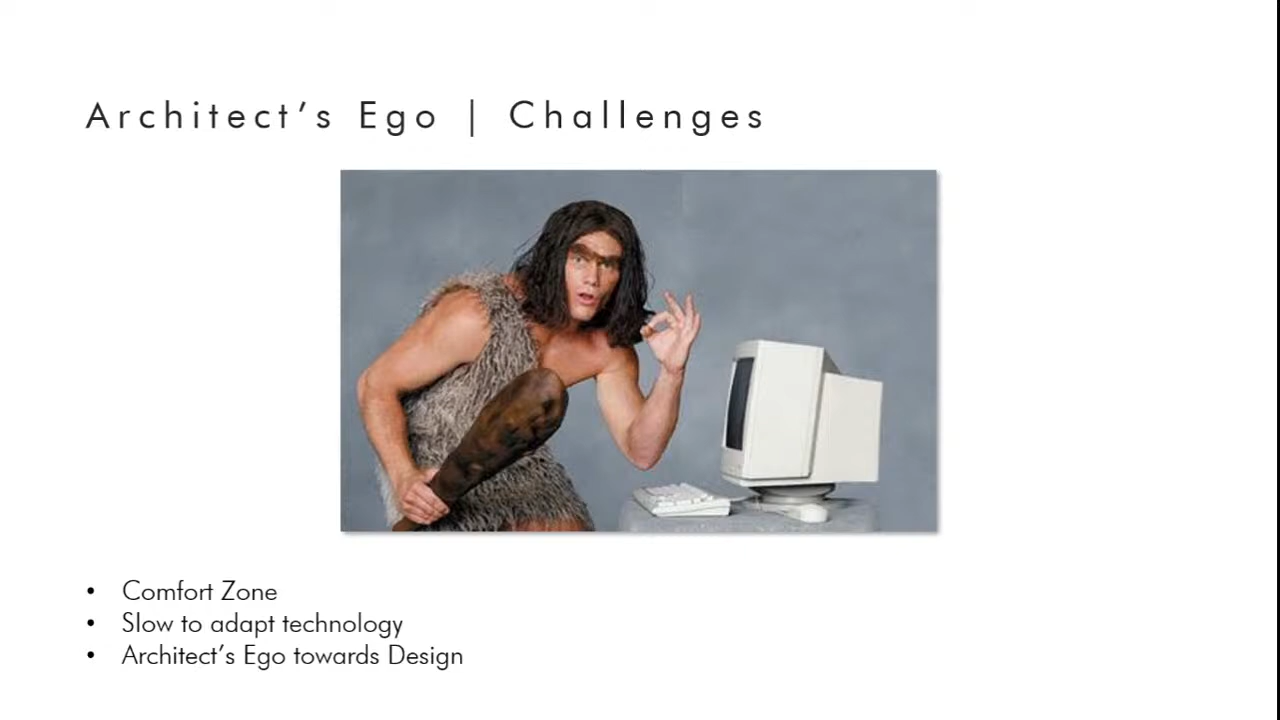 Architect’s Ego | Challenges
• Comfort Zone
• Slow to adapt technology
• Architect’s Ego towards Design